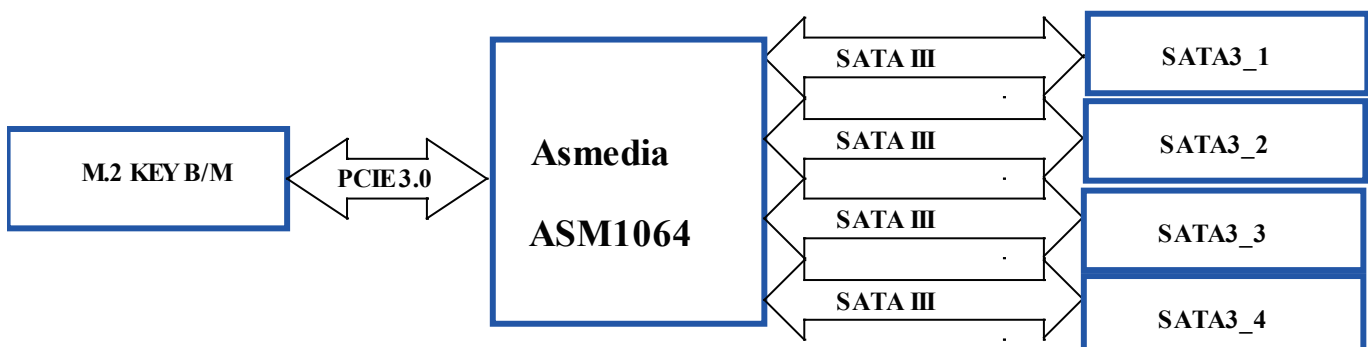 SATA III
SATA3_1
M.2 KEY B/M
PCIE 3.0
Asmedia
ASM1064
SATA III
SATA3_2
SATA III
SATA3_3
SATA III
SATA3_4